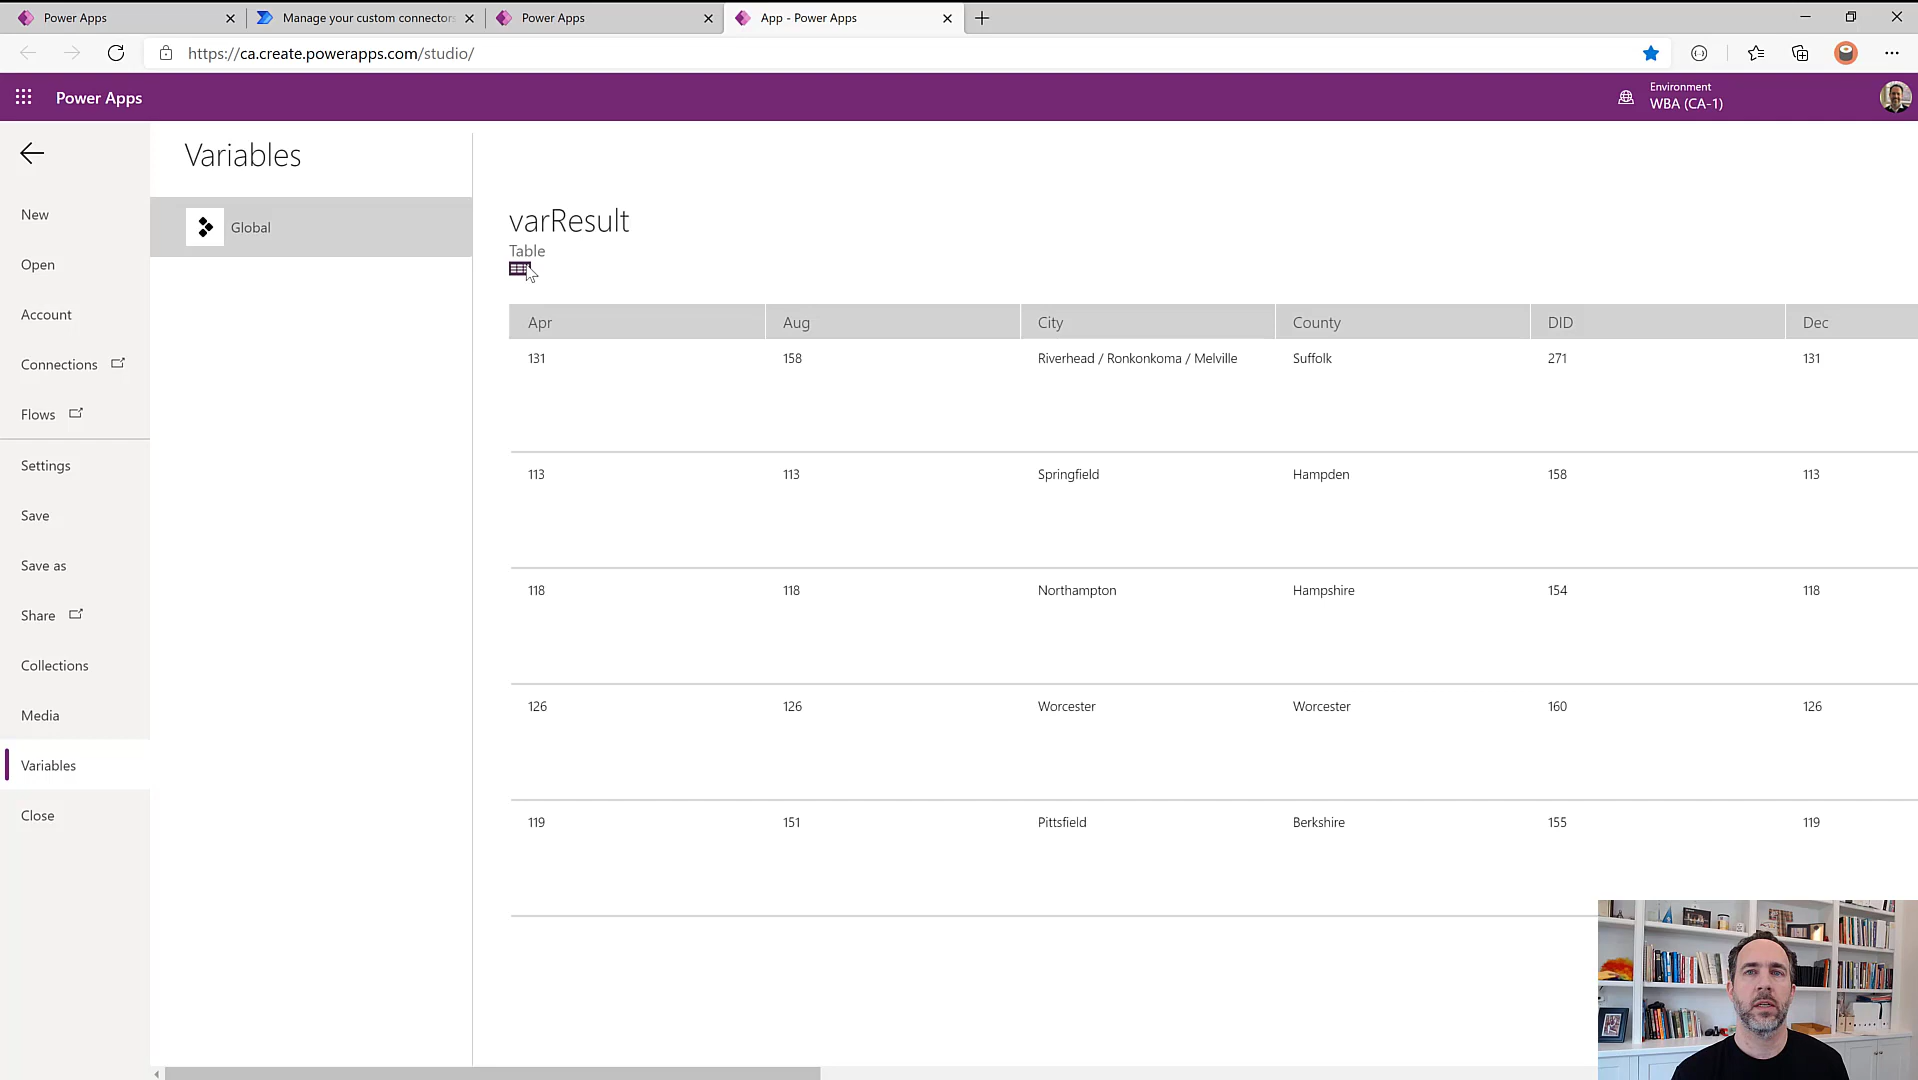 Power Apps
Manage your custom connectors
Power Apps
App - Power Apps
https://ca.create.powerapps.com/studio/
Power Apps
Environment
WBA (CA-1)
New
Open
Account
Connections
Flows
Settings
Save
Save as
Share
Collections
Media
Variables
Close
Variables
Global
varResult
Table
Apr Aug City County DID Dec
131 158 Riverhead / Ronkonkoma / Melville Suffolk 271 131
113 113 Springfield Hampden 158 113
118 118 Northampton Hampshire 154 118
126 126 Worcester Worcester 160 126
119 151 Pittsfield Berkshire 155 119